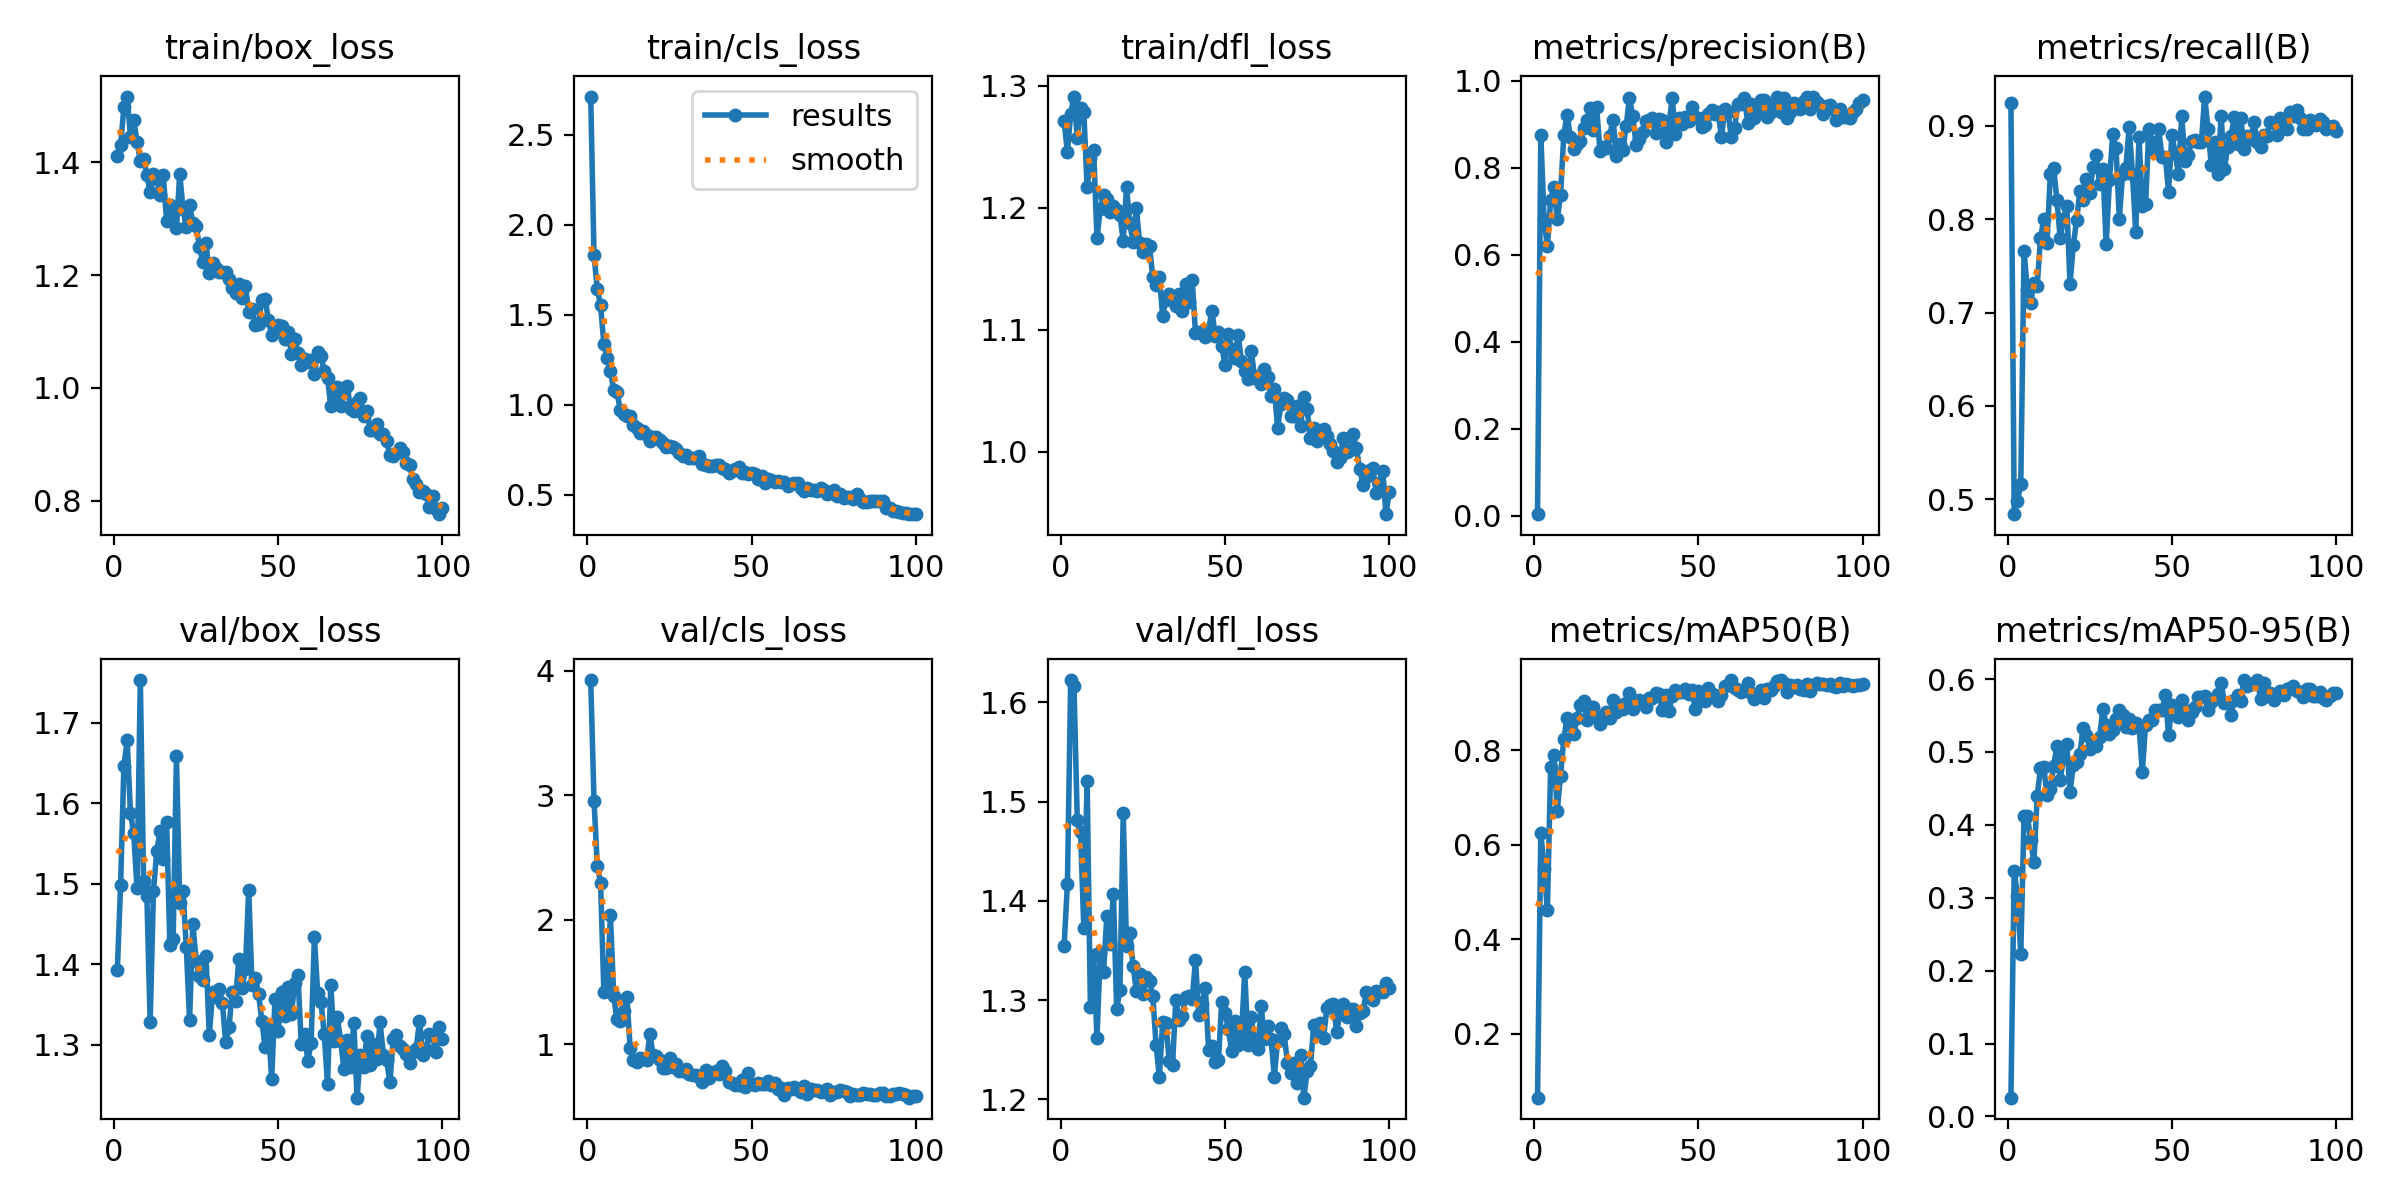 train/box_loss
1.4
1.2
1.0
0.8
0 50 100
train/cls_loss
results
smooth
2.5
2.0
1.5
1.0
0.5
0 50 100
train/dfl_loss
1.3
1.2
1.1
1.0
0 50 100
metrics/precision(B)
1.0
0.8
0.6
0.4
0.2
0.0
0 50 100
metrics/recall(B)
0.9
0.8
0.7
0.6
0.5
0 50 100
val/box_loss
1.7
1.6
1.5
1.4
1.3
0 50 100
val/cls_loss
4
3
2
1
0 50 100
val/dfl_loss
1.6
1.5
1.4
1.3
1.2
0 50 100
metrics/mAP50(B)
0.8
0.6
0.4
0.2
0 50 100
metrics/mAP50-95(B)
0.6
0.5
0.4
0.3
0.2
0.1
0.0
0 50 100